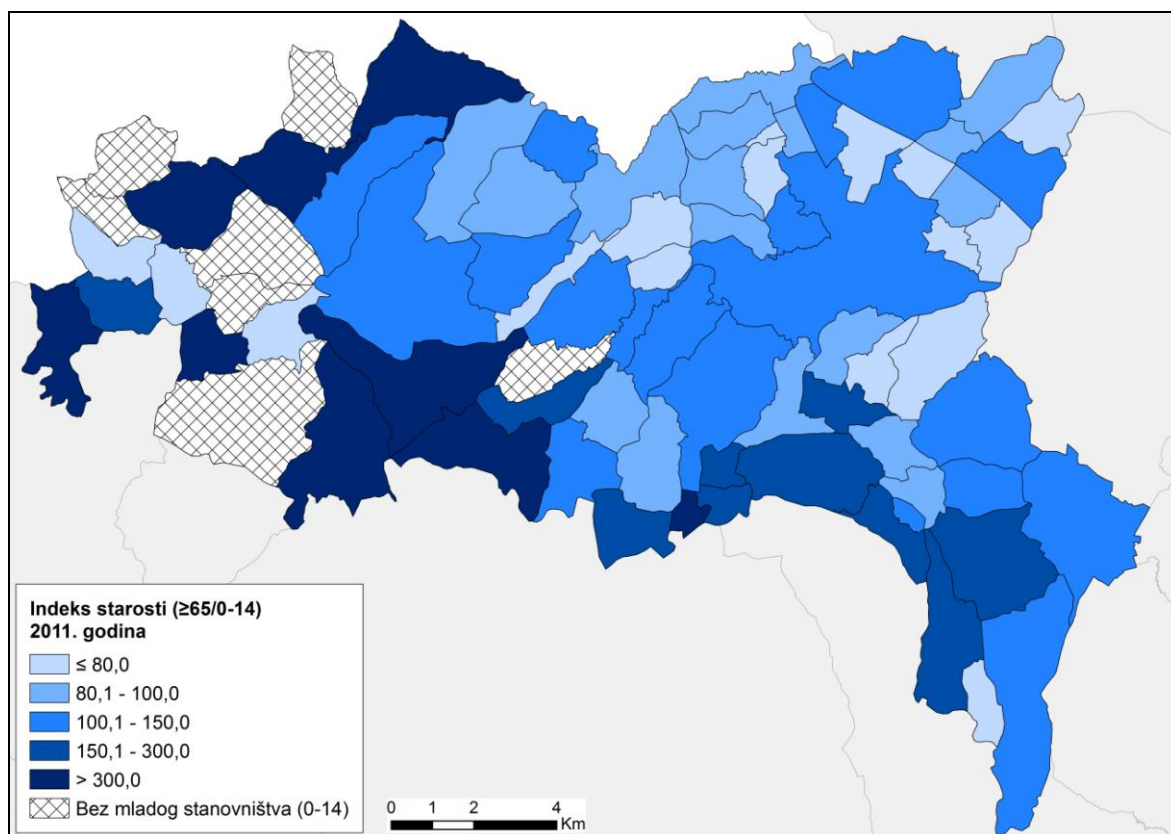 Indeks starosti (≥65/0-14)
2011. godina
≤ 80,0
80,1 - 100,0
100,1 - 150,0
150,1 - 300,0
> 300,0
Bez mladog stanovništva (0-14)
0 1 2 4
Km